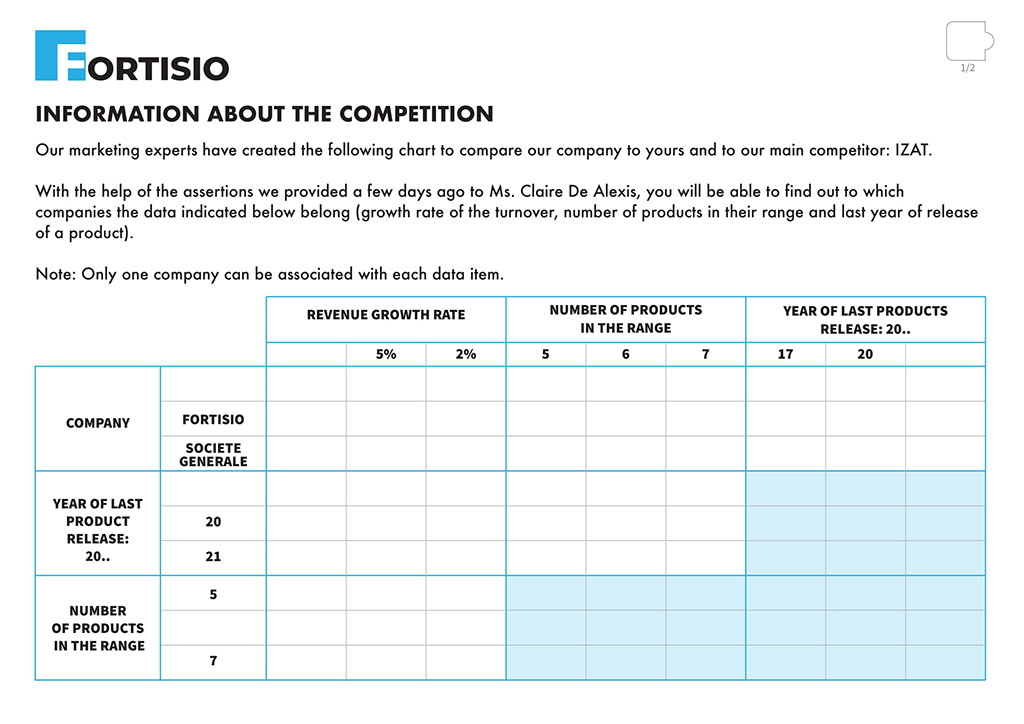 FORTISIO
1/2
INFORMATION ABOUT THE COMPETITION
Our marketing experts have created the following chart to compare our company to yours and to our main competitor: IZAT.
With the help of the assertions we provided a few days ago to Ms. Claire De Alexis, you will be able to find out to which
companies the data indicated below belong (growth rate of the turnover, number of products in their range and last year of release
of a product).
Note: Only one company can be associated with each data item.
REVENUE GROWTH RATE
NUMBER OF PRODUCTS
IN THE RANGE
YEAR OF LAST PRODUCTS
RELEASE: 20..
5% 2% 5 6 7 17 20
COMPANY
FORTISIO
SOCIETE
GENERALE
YEAR OF LAST
PRODUCT
RELEASE:
20..
20
21
NUMBER
OF PRODUCTS
IN THE RANGE
5
7